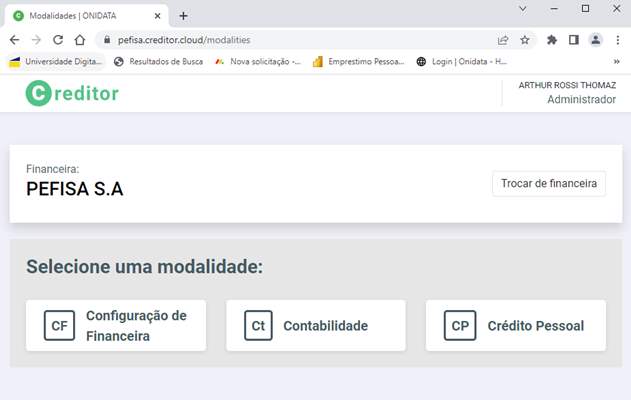 Modalidades | ONIDATA
pefisa.creditor.cloud/modalities
Universidade Digita...
Resultados de Busca
Nova solicitação -...
Emprestimo Pessoa...
Login | Onidata - H...
»
Creditor
ARTHUR ROSSI THOMAZ
Administrador
Financeira:
PEFISA S.A
Trocar de financeira
Selecione uma modalidade:
CF
Configuração de
Financeira
Ct
Contabilidade
CP
Crédito Pessoal